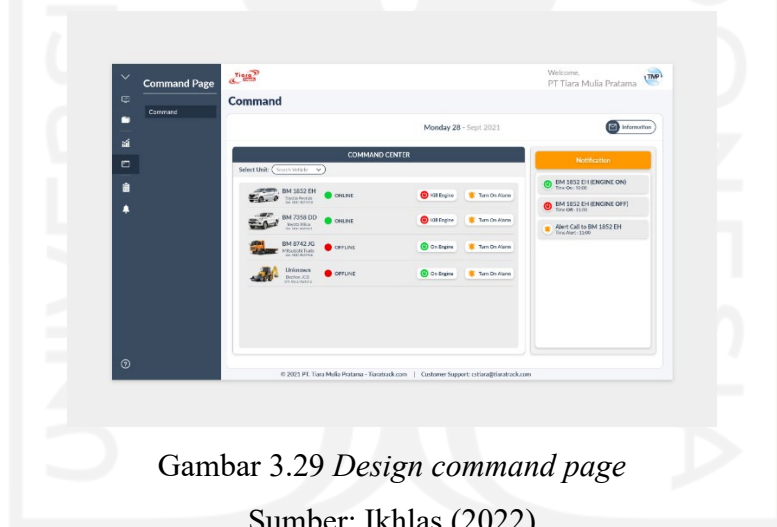 Command Page
Command
Tiara
Welcome,
PT Tiara Mulia Pratama
TMP
Command
Monday 28 - Sept 2021
Information
COMMAND CENTER
Select Unit:
Notification
BM 1832 EH
ONLINE
Kill Engine
Turn On Alarm
BM 7358 DD
ONLINE
Kill Engine
Turn On Alarm
BM 8742 JG
OFFLINE
On Engine
Turn On Alarm
Unknown
OFFLINE
On Engine
Turn On Alarm
BM 1852 EH (ENGINE ON)
BM 1852 EH (ENGINE OFF)
Alert Call to BM 1852 EH
© 2021 PT. Tiara Mulia Pratama - Tiaratrack.com | Customer Support: cstiara@tiaratrack.com
Gambar 3.29 Design command page
Sumber: Ikhlas (2022)